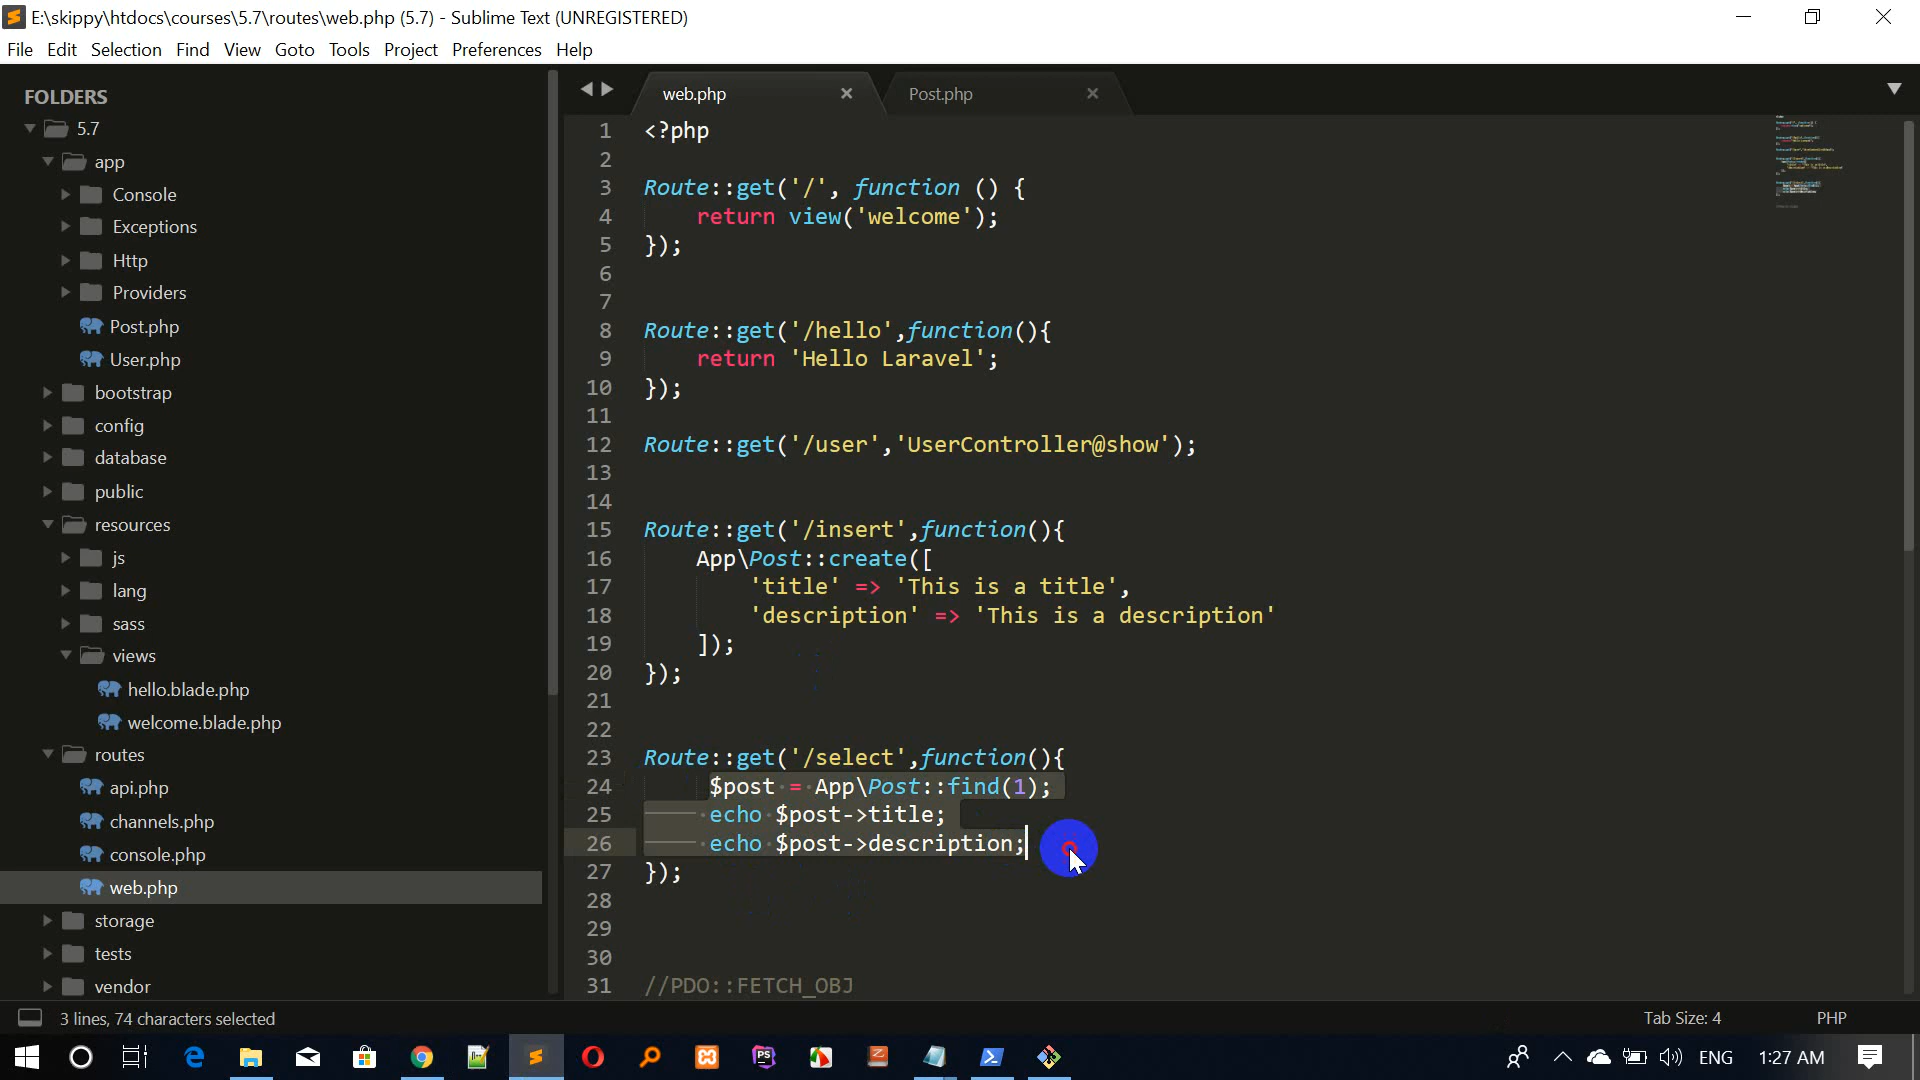 E:\skippy\htdocs\courses\5.7\routes\web.php (5.7) - Sublime Text (UNREGISTERED)
File Edit Selection Find View Goto Tools Project Preferences Help
FOLDERS
5.7
app
Console
Exceptions
Http
Providers
Post.php
User.php
bootstrap
config
database
public
resources
js
lang
sass
views
hello.blade.php
welcome.blade.php
routes
api.php
channels.php
console.php
web.php
storage
tests
vendor
web.php Post.php
1 <?php
2
3 Route::get('/', function () {
4 return view('welcome');
5 });
6
7
8 Route::get('/hello',function(){
9 return 'Hello Laravel';
10 });
11
12 Route::get('/user','UserController@show');
13
14
15 Route::get('/insert',function(){
16 App\Post::create([
17 'title' => 'This is a title',
18 'description' => 'This is a description'
19 ]);
20 });
21
22
23 Route::get('/select',function(){
24 $post = App\Post::find(1);
25 echo $post->title;
26 echo $post->description;
27 });
28
29
30
31 //PDO::FETCH_OBJ
3 lines, 74 characters selected Tab Size: 4 PHP
ENG 1:27 AM